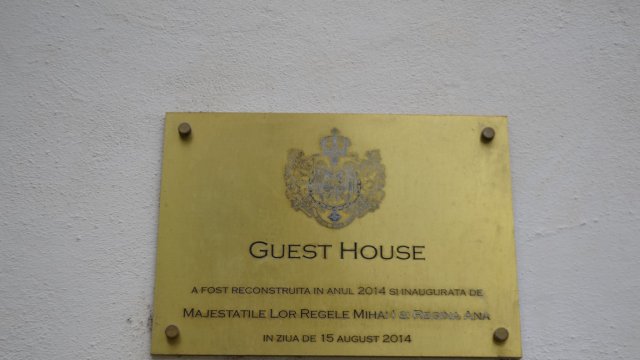 GUEST HOUSE
A FOST RECONSTRUITA IN ANUL 2014 SI INAUGURATA DE
MAJESTATILE LOR REGELE MIHAI SI REGINA ANA
IN ZIUA DE 15 AUGUST 2014